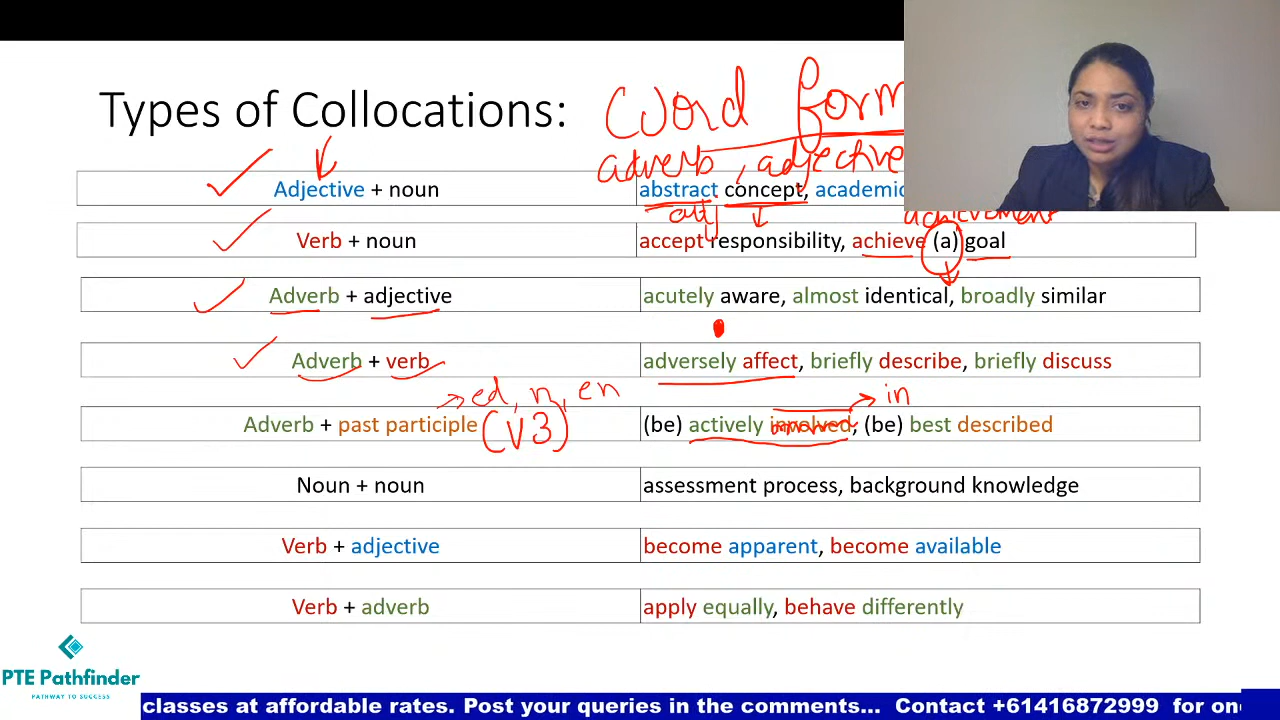 Types of Collocations: Word form
adverb, adjective
Adjective + noun abstract concept, academic
adj
achievement
Verb + noun accept responsibility, achieve (a) goal
Adverb + adjective acutely aware, almost identical, broadly similar
Adverb + verb adversely affect, briefly describe, briefly discuss
ed, n, en in
Adverb + past participle (V3) (be) actively involved, (be) best described
Noun + noun assessment process, background knowledge
Verb + adjective become apparent, become available
Verb + adverb apply equally, behave differently
PTE Pathfinder
PATHWAY TO SUCCESS
classes at affordable rates. Post your queries in the comments... Contact +61416872999 for on